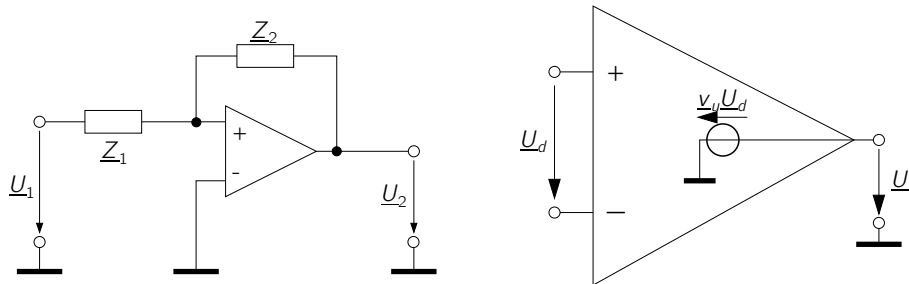 Z2
+
U1
Z1
+
-
U2
+
vuUd
Ud
−
U